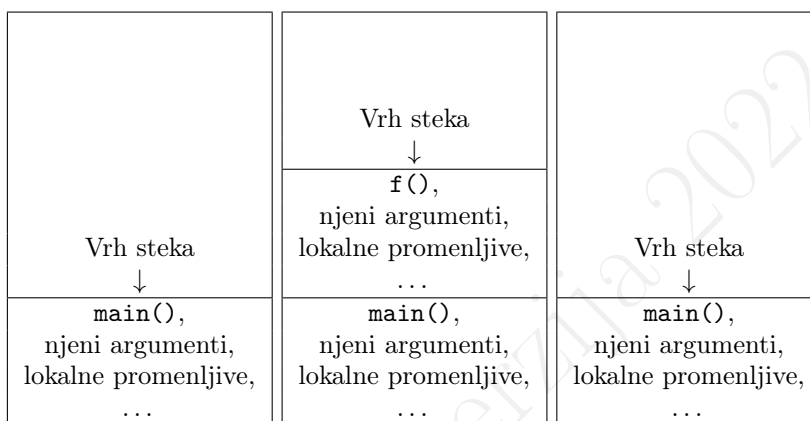 Vrh steka
↓
main(),
njeni argumenti,
lokalne promenljive,
...
Vrh steka
↓
f(),
njeni argumenti,
lokalne promenljive,
...
main(),
njeni argumenti,
lokalne promenljive,
...
Vrh steka
↓
main(),
njeni argumenti,
lokalne promenljive,
...